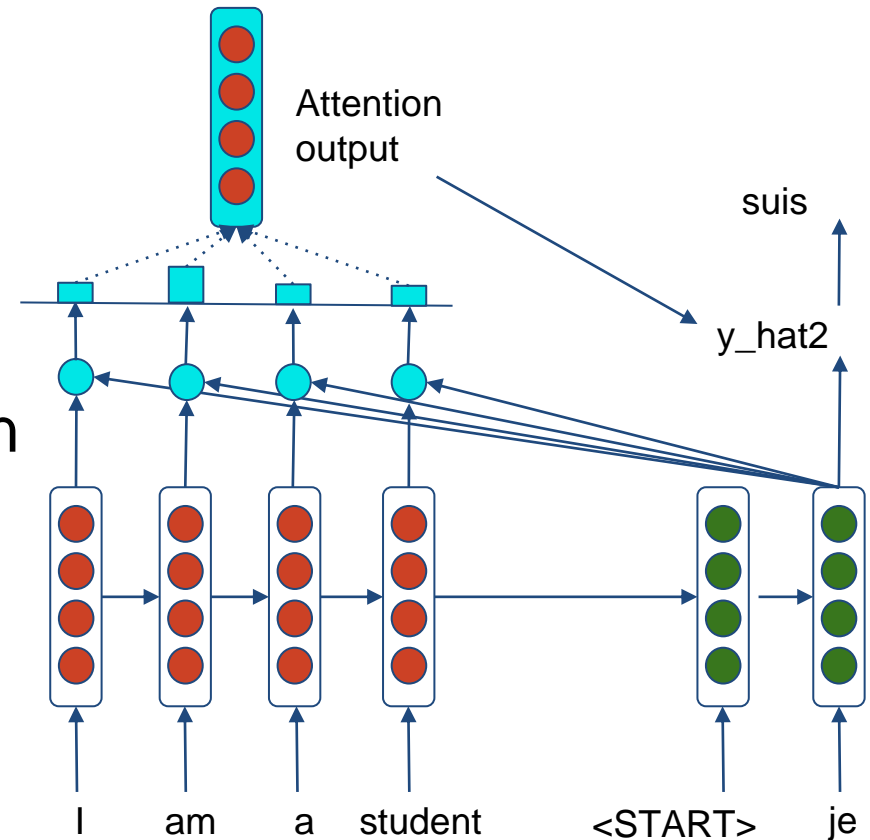 Attention
output
suis
y_hat2
n
I am a student <START> je